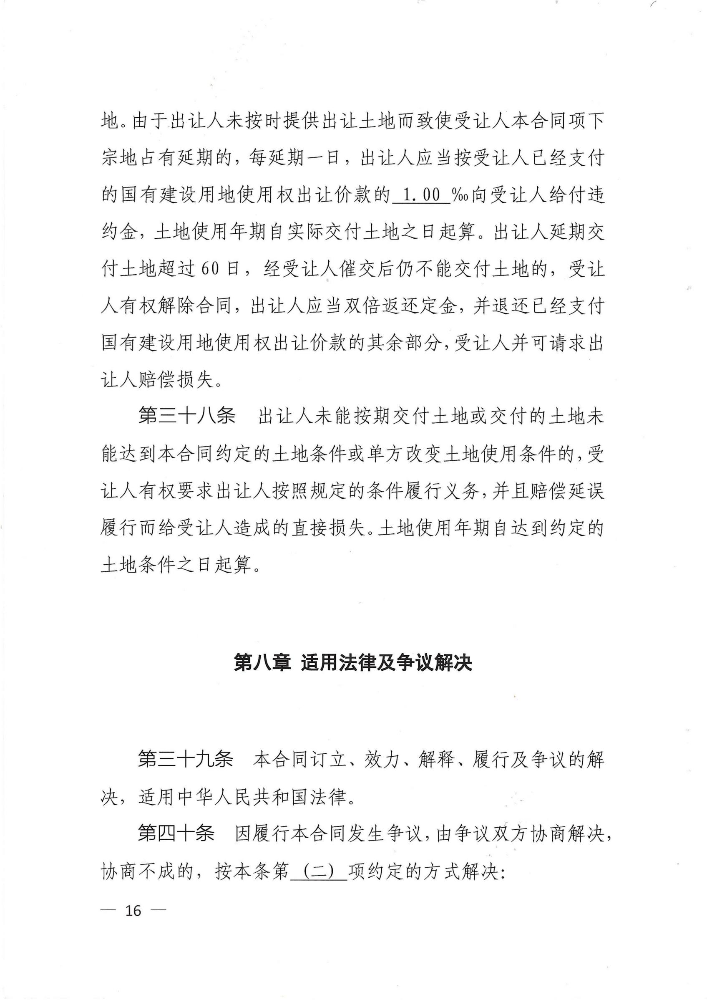 地。由于出让人未按时提供出让土地而致使受让人本合同项下
宗地占有延期的，每延期一日，出让人应当按受让人已经支付
的国有建设用地使用权出让价款的 1.00 ‰向受让人给付违
约金，土地使用年期自实际交付土地之日起算。出让人延期交
付土地超过 60 日，经受让人催交后仍不能交付土地的，受让
人有权解除合同，出让人应当双倍返还定金，并退还已经支付
国有建设用地使用权出让价款的其余部分，受让人并可请求出
让人赔偿损失。
第三十八条 出让人未能按期交付土地或交付的土地未
能达到本合同约定的土地条件或单方改变土地使用条件的，受
让人有权要求出让人按照规定的条件履行义务，并且赔偿延误
履行而给受让人造成的直接损失。土地使用年期自达到约定的
土地条件之日起算。
第八章 适用法律及争议解决
第三十九条 本合同订立、效力、解释、履行及争议的解
决，适用中华人民共和国法律。
第四十条 因履行本合同发生争议，由争议双方协商解决，
协商不成的，按本条第 （二） 项约定的方式解决：
— 16 —